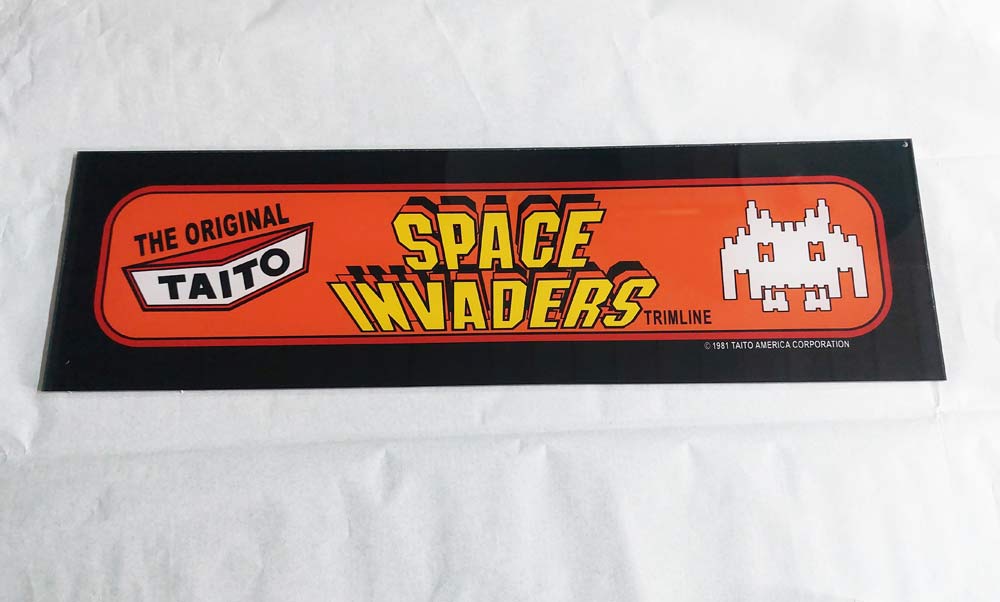 THE ORIGINAL
TAITO
SPACE
INVADERS
TRIMLINE
© 1981 TAITO AMERICA CORPORATION